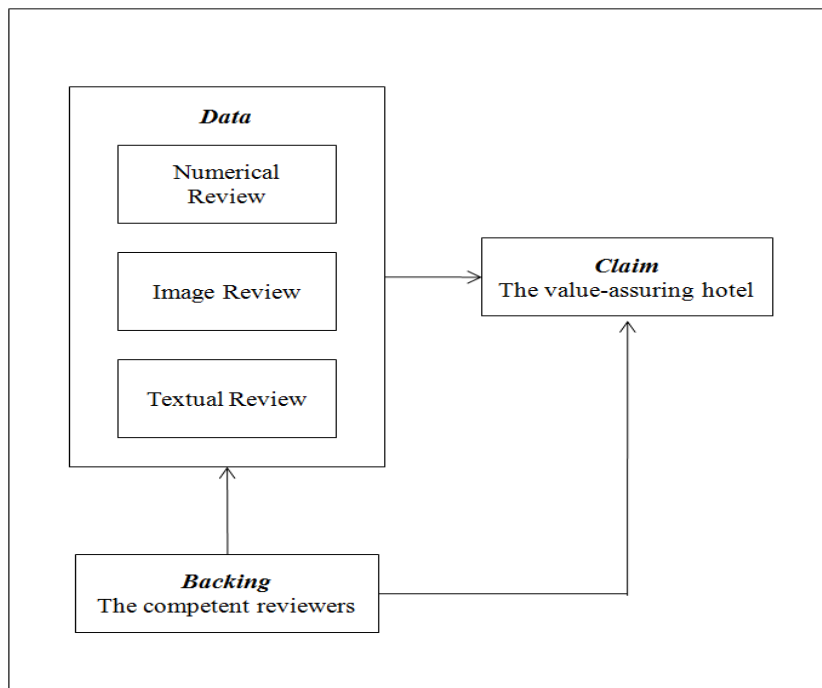 Data
Numerical
Review
Image Review
Textual Review
Claim
The value-assuring hotel
Backing
The competent reviewers